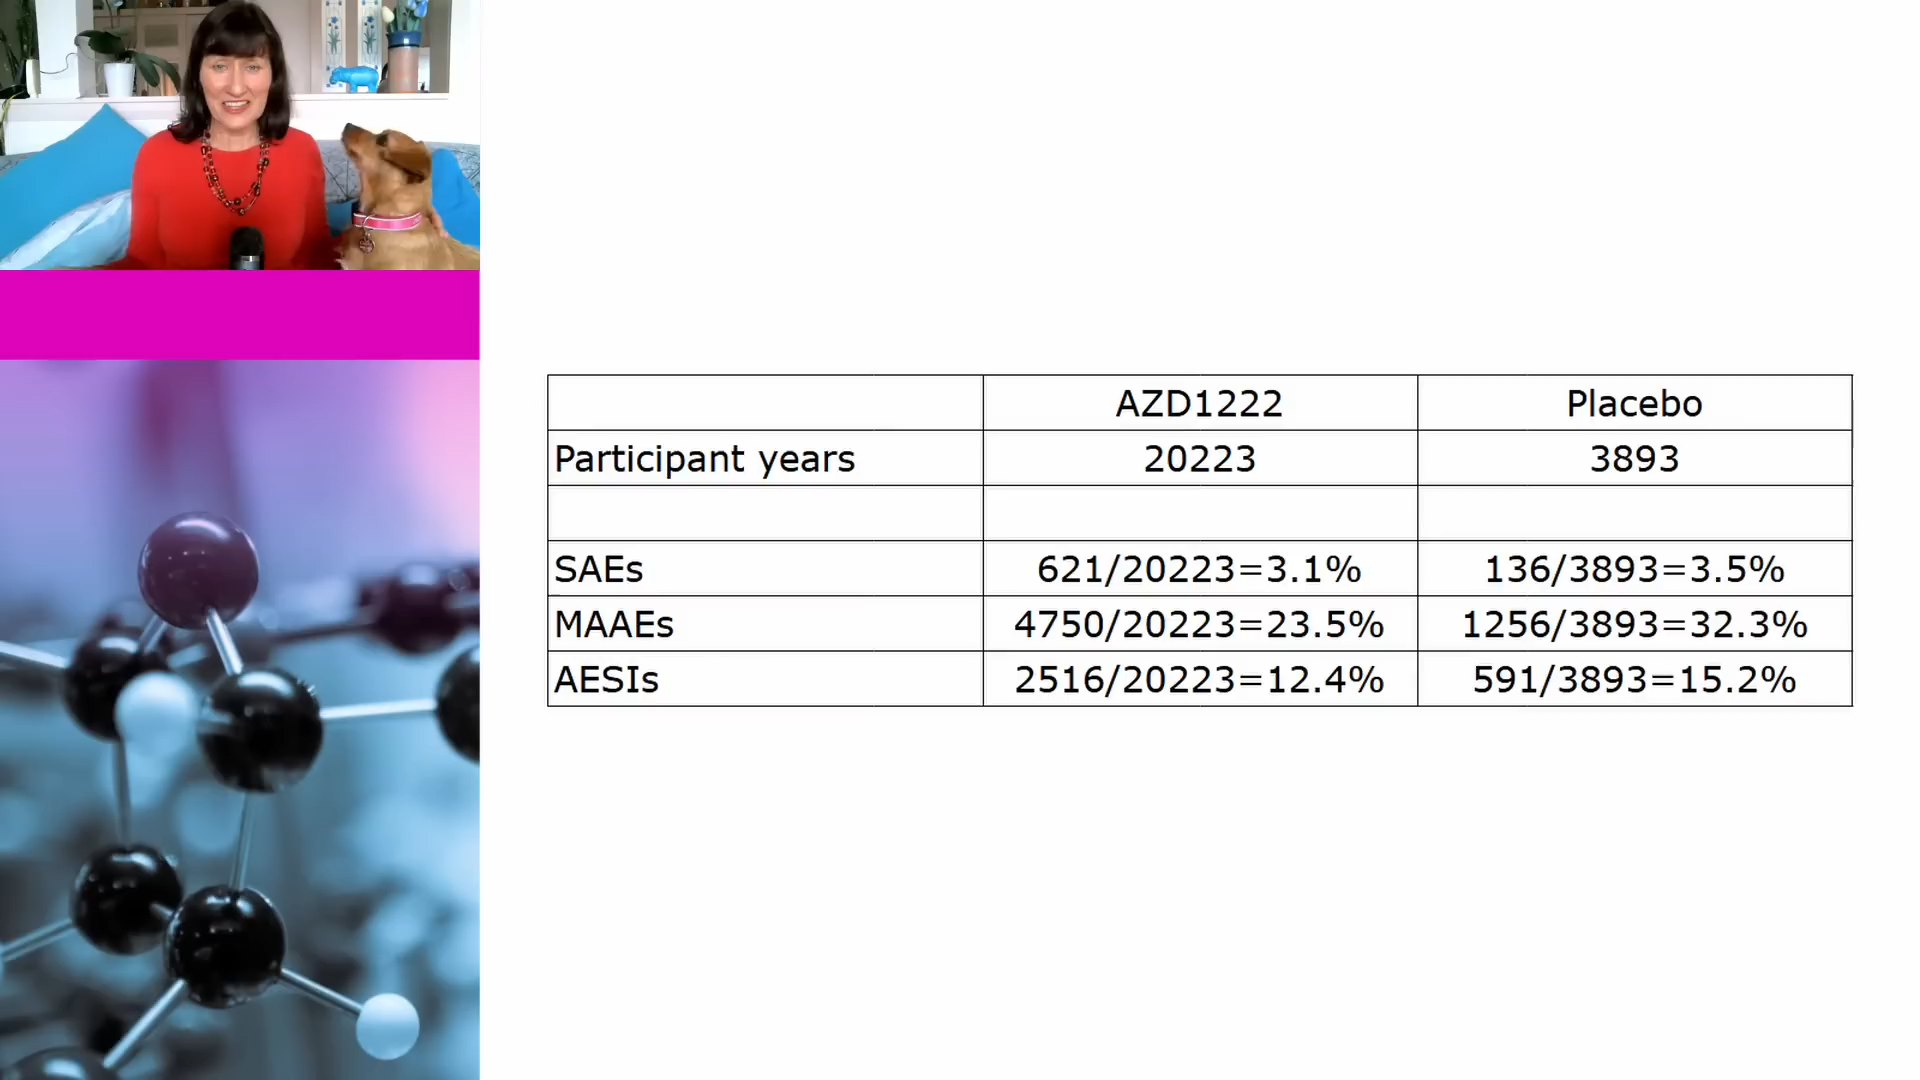 AZD1222 Placebo
Participant years 20223 3893
SAEs 621/20223=3.1% 136/3893=3.5%
MAAEs 4750/20223=23.5% 1256/3893=32.3%
AESIs 2516/20223=12.4% 591/3893=15.2%